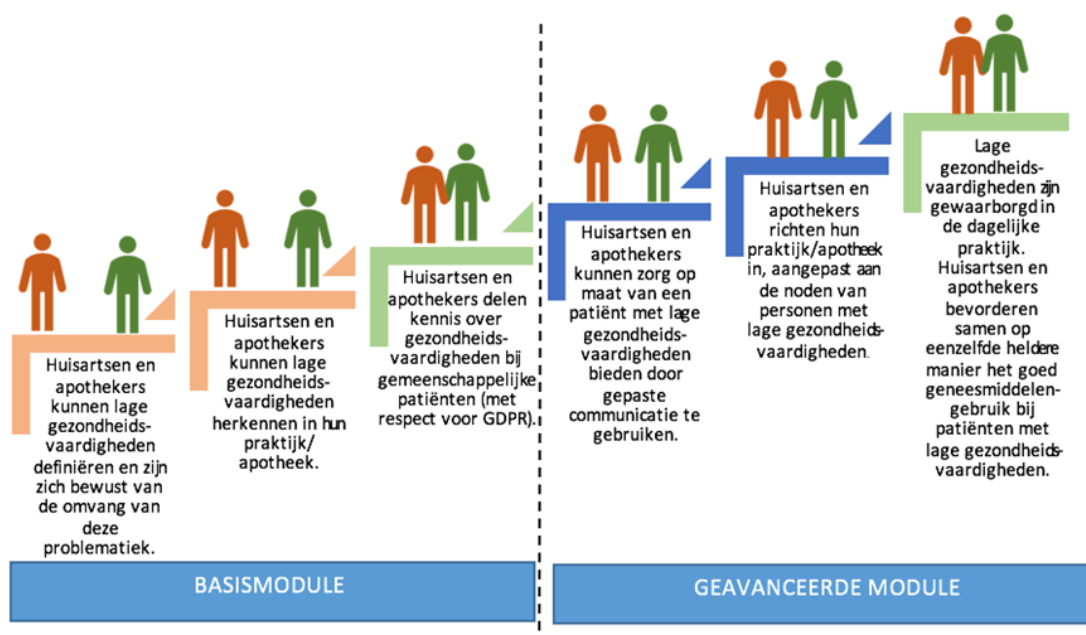 Huisartsen en
apothekers
kunnen lage
gezondheids-
vaardigheden
definiëren en zijn
zich bewust van
de omvang van
deze
problematiek.
Huisartsen en
apothekers
kunnen lage
gezondheids-
vaardigheden
herkennen in hun
praktijk/
apotheek.
Huisartsen en
apothekers delen
kennis over
gezondheids-
vaardigheden bij
gemeenschappelijke
patiënten (met
respect voor GDPR).
Huisartsen en
apothekers
kunnen zorg op
maat van een
patiënt met lage
gezondheids-
vaardigheden
bieden door
gepaste
communicatie te
gebruiken.
Huisartsen en
apothekers
richten hun
praktijk/apotheek
in, aangepast aan
de noden van
personen met
lage gezondheids-
vaardigheden.
Lage
gezondheids-
vaardigheden zijn
gewaarborgd in
de dagelijke
praktijk.
Huisartsen en
apothekers
bevorderen
samen op
eenzelfde heldere
manier het goed
geneesmiddelen-
gebruik bij
patiënten met
lage gezondheids-
vaardigheden.
BASISMODULE
GEAVANCEERDE MODULE